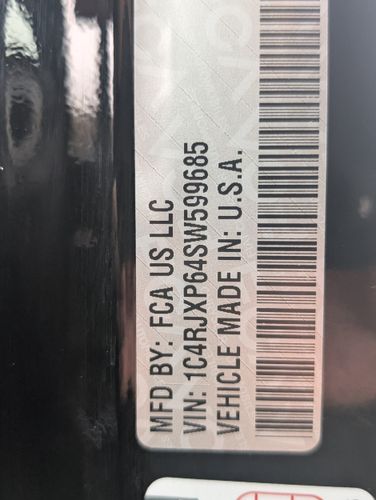 MFD BY: FCA US LLC
VIN: 1C4RJXP64SW599685
VEHICLE MADE IN: U.S.A.